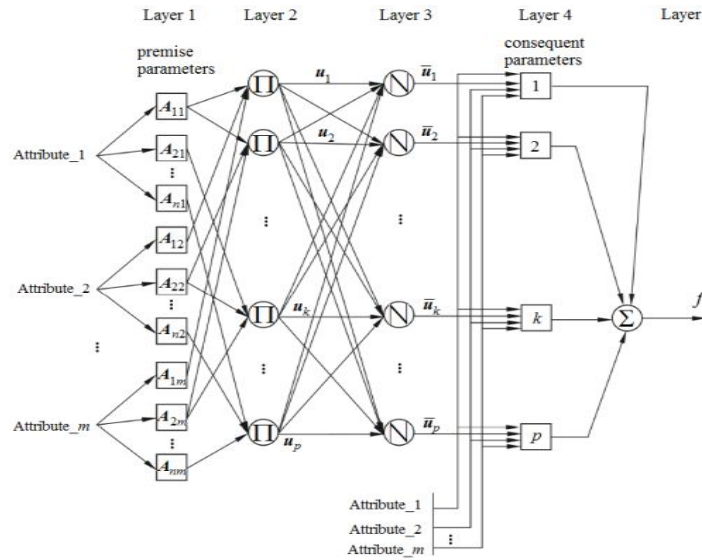 Layer 1 Layer 2 Layer 3 Layer 4 Layer
premise
parameters
consequent
parameters
Attribute_1
A₁₁
A₂₁
⋮
Aₙ₁
Attribute_2
A₁₂
A₂₂
⋮
Aₙ₂
⋮
Attribute_m
A₁ₘ
A₂ₘ
⋮
Aₙₘ
Π u₁ N ū₁ 1
Π u₂ N ū₂ 2
⋮ ⋮
Π uₖ N ūₖ k
⋮ ⋮
Π uₚ N ūₚ p
Σ f
Attribute_1
Attribute_2
⋮
Attribute_m